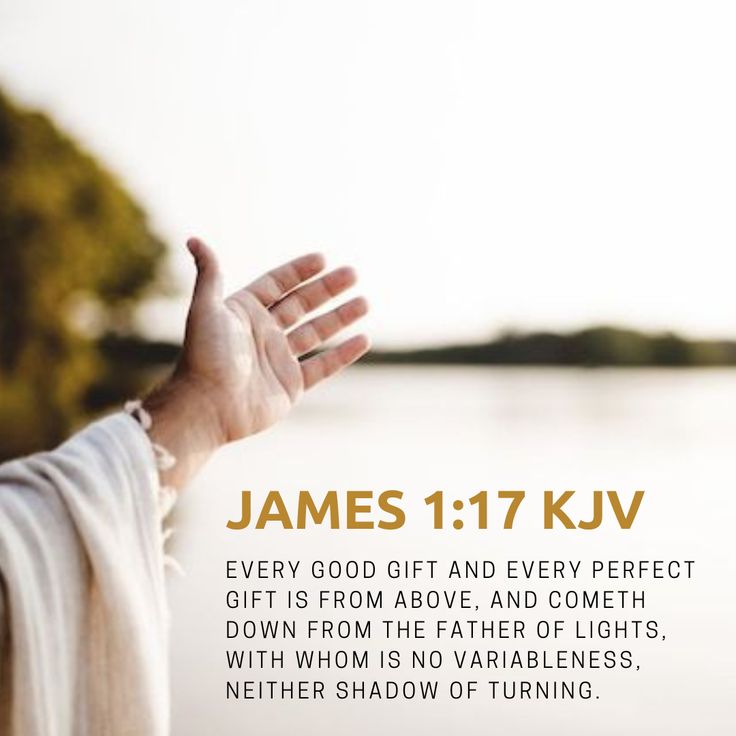 JAMES 1:17 KJV
EVERY GOOD GIFT AND EVERY PERFECT
GIFT IS FROM ABOVE, AND COMETH
DOWN FROM THE FATHER OF LIGHTS,
WITH WHOM IS NO VARIABLENESS,
NEITHER SHADOW OF TURNING.